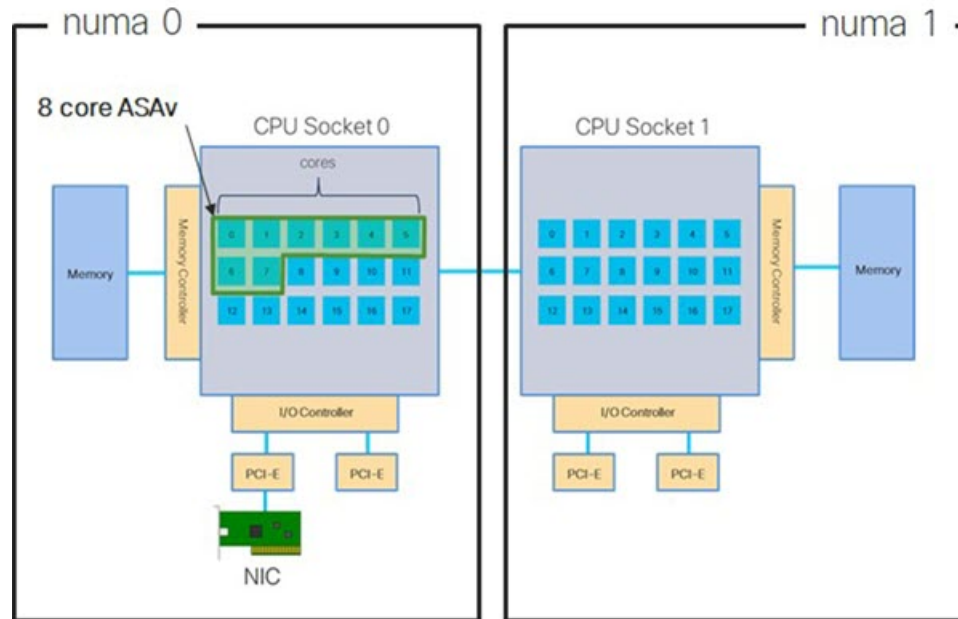 numa 0
numa 1
8 core ASAv
CPU Socket 0
CPU Socket 1
cores
0 1 2 3 4 5
0 1 2 3 4 5
Memory
Memory Controller
6 7 8 9 10 11
6 7 8 9 10 11
Memory Controller
Memory
12 13 14 15 16 17
12 13 14 15 16 17
I/O Controller
I/O Controller
PCI-E
PCI-E
PCI-E
PCI-E
NIC